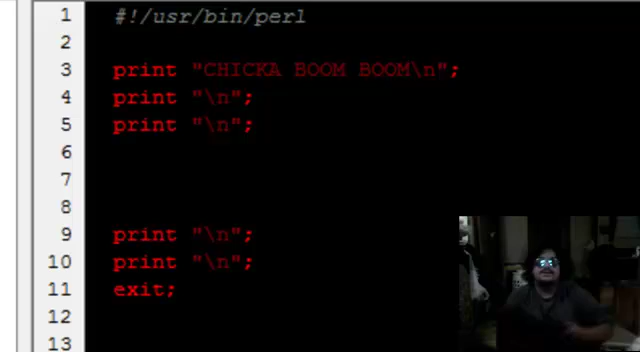 1 #!/usr/bin/perl
2
3 print "CHICKA BOOM BOOM\n";
4 print "\n";
5 print "\n";
6
7
8
9 print "\n";
10 print "\n";
11 exit;
12
13